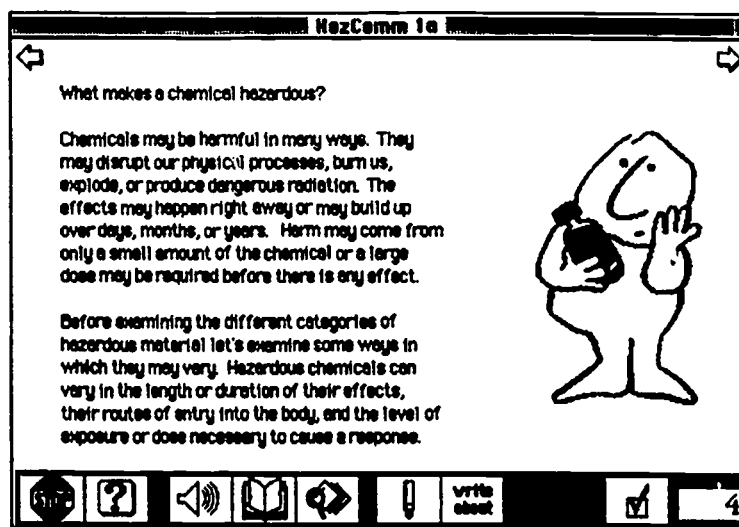 HazComm 1a
What makes a chemical hazardous?
Chemicals may be harmful in many ways. They
may disrupt our physical processes, burn us,
explode, or produce dangerous radiation. The
effects may happen right away or may build up
over days, months, or years. Harm may come from
only a small amount of the chemical or a large
dose may be required before there is any effect.
Before examining the different categories of
hazardous material let's examine some ways in
which they may vary. Hazardous chemicals can
vary in the length or duration of their effects,
their routes of entry into the body, and the level of
exposure or dose necessary to cause a response.
STOP
?
write
about
4